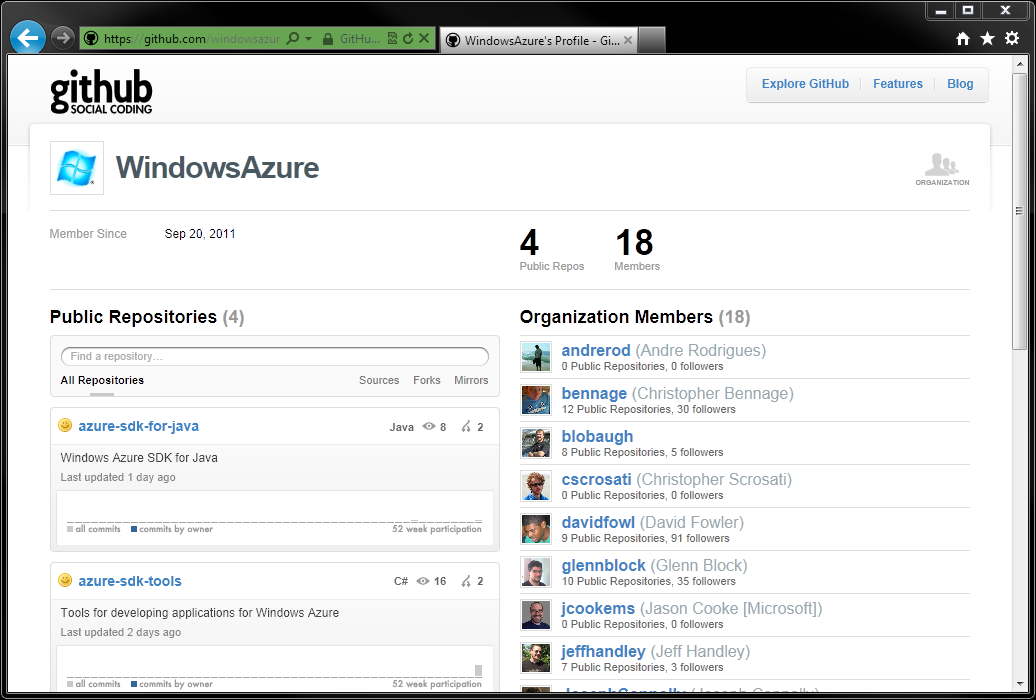 https://github.com/windowsazur
GitHu...
WindowsAzure's Profile - Gi...
github
SOCIAL CODING
Explore GitHub
Features
Blog
WindowsAzure
ORGANIZATION
Member Since Sep 20, 2011
4
Public Repos
18
Members
Public Repositories (4)
Find a repository...
All Repositories Sources Forks Mirrors
azure-sdk-for-java Java 8 2
Windows Azure SDK for Java
Last updated 1 day ago
all commits commits by owner 52 week participation
azure-sdk-tools C# 16 2
Tools for developing applications for Windows Azure
Last updated 2 days ago
all commits commits by owner 52 week participation
Organization Members (18)
andrerod (Andre Rodrigues)
0 Public Repositories, 0 followers
bennage (Christopher Bennage)
12 Public Repositories, 30 followers
blobaugh
8 Public Repositories, 5 followers
cscrosati (Christopher Scrosati)
0 Public Repositories, 0 followers
davidfowl (David Fowler)
9 Public Repositories, 91 followers
glennblock (Glenn Block)
10 Public Repositories, 35 followers
jcookems (Jason Cooke [Microsoft])
0 Public Repositories, 0 followers
jeffhandley (Jeff Handley)
7 Public Repositories, 3 followers
JosephConnolly (Joseph Connolly)